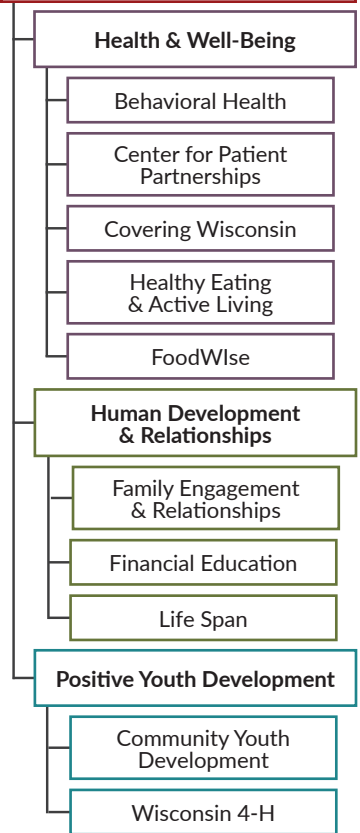 Health & Well-Being
Behavioral Health
Center for Patient
Partnerships
Covering Wisconsin
Healthy Eating
& Active Living
FoodWIse
Human Development
& Relationships
Family Engagement
& Relationships
Financial Education
Life Span
Positive Youth Development
Community Youth
Development
Wisconsin 4-H